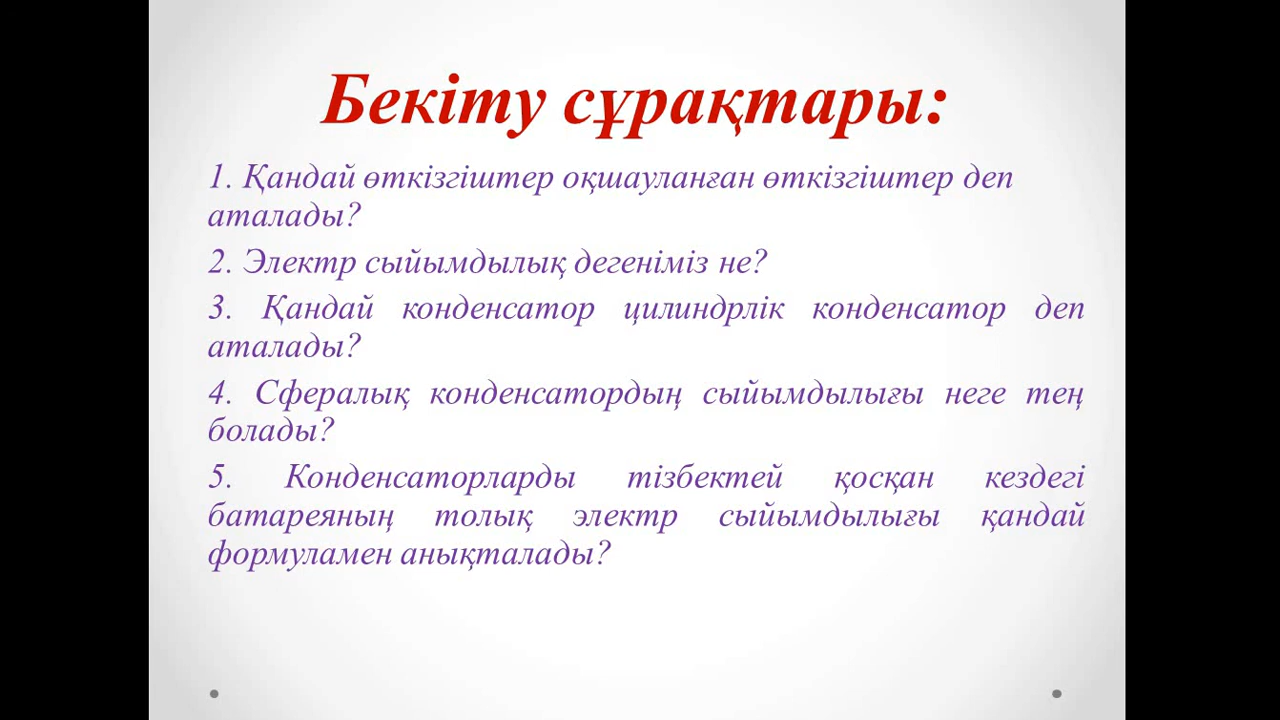 Бекіту сұрақтары:
1. Қандай өткізгіштер оқшауланған өткізгіштер деп
аталады?
2. Электр сыйымдылық дегеніміз не?
3. Қандай конденсатор цилиндрлік конденсатор деп
аталады?
4. Сфералық конденсатордың сыйымдылығы неге тең
болады?
5. Конденсаторларды тізбектей қосқан кездегі
батареяның толық электр сыйымдылығы қандай
формуламен анықталады?